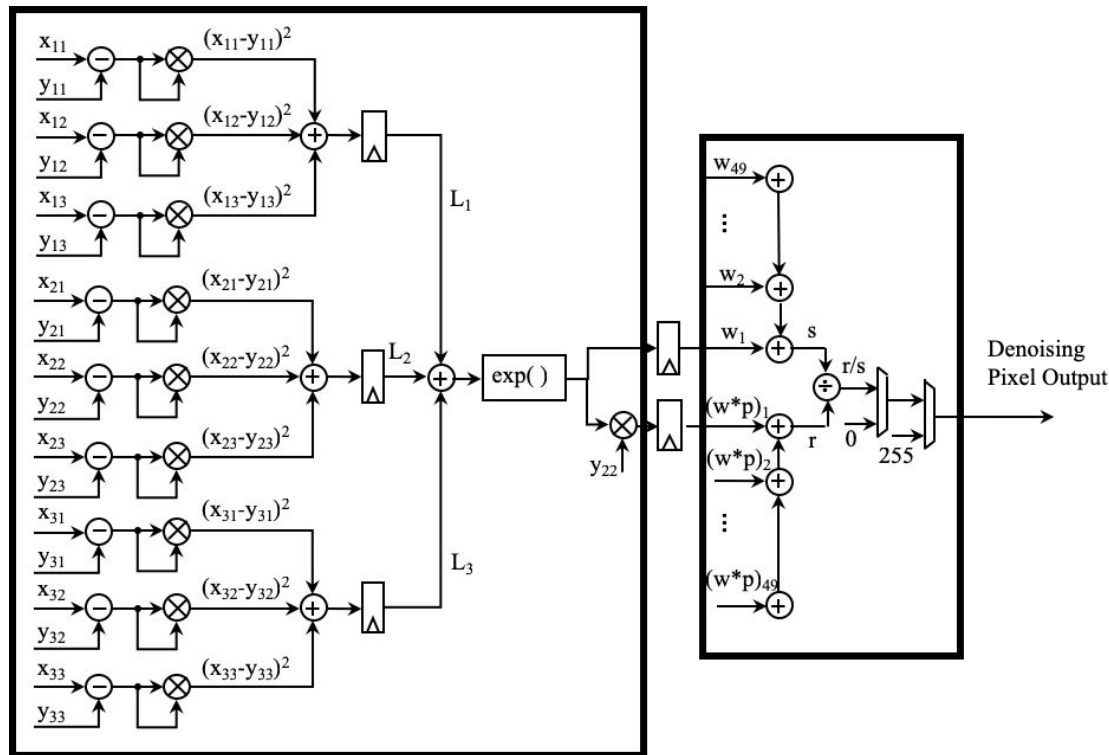 x11
(x11-y11)2
y11
x12
(x12-y12)2
y12
x13
(x13-y13)2
y13
L1
x21
(x21-y21)2
y21
x22
(x22-y22)2
L2
y22
x23
(x23-y23)2
y23
exp( )
y22
x31
(x31-y31)2
y31
L3
x32
(x32-y32)2
y32
x33
(x33-y33)2
y33
w49
...
w2
w1
s
r/s
(w*p)1
r
0
255
(w*p)2
...
(w*p)49
Denoising
Pixel Output